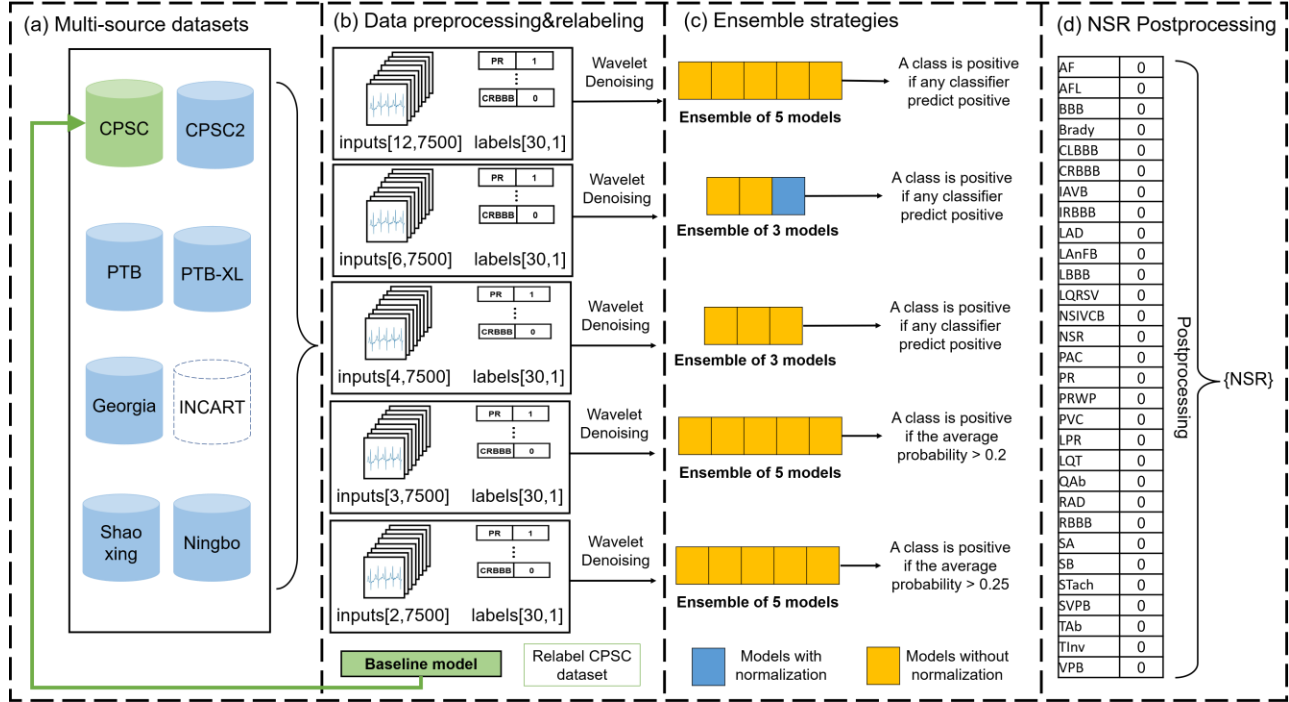 (a) Multi-source datasets
CPSC
CPSC2
PTB
PTB-XL
Georgia
INCART
Shao
xing
Ningbo
(b) Data preprocessing&relabeling
PR 1
CRBBB 0
inputs[12,7500] labels[30,1]
Wavelet
Denoising
PR 1
CRBBB 0
inputs[6,7500] labels[30,1]
Wavelet
Denoising
PR 1
CRBBB 0
inputs[4,7500] labels[30,1]
Wavelet
Denoising
PR 1
CRBBB 0
inputs[3,7500] labels[30,1]
Wavelet
Denoising
PR 1
CRBBB 0
inputs[2,7500] labels[30,1]
Wavelet
Denoising
Baseline model
Relabel CPSC
dataset
(c) Ensemble strategies
Ensemble of 5 models
A class is positive
if any classifier
predict positive
Ensemble of 3 models
A class is positive
if any classifier
predict positive
Ensemble of 3 models
A class is positive
if any classifier
predict positive
Ensemble of 5 models
A class is positive
if the average
probability > 0.2
Ensemble of 5 models
A class is positive
if the average
probability > 0.25
Models with
normalization
Models without
normalization
(d) NSR Postprocessing
AF 0
AFL 0
BBB 0
Brady 0
CLBBB 0
CRBBB 0
IAVB 0
IRBBB 0
LAD 0
LAnFB 0
LBBB 0
LQRSV 0
NSIVCB 0
NSR 0
PAC 0
PR 0
PRWP 0
PVC 0
LPR 0
LQT 0
QAb 0
RAD 0
RBBB 0
SA 0
SB 0
STach 0
SVPB 0
TAb 0
TInv 0
VPB 0
Postprocessing
{NSR}